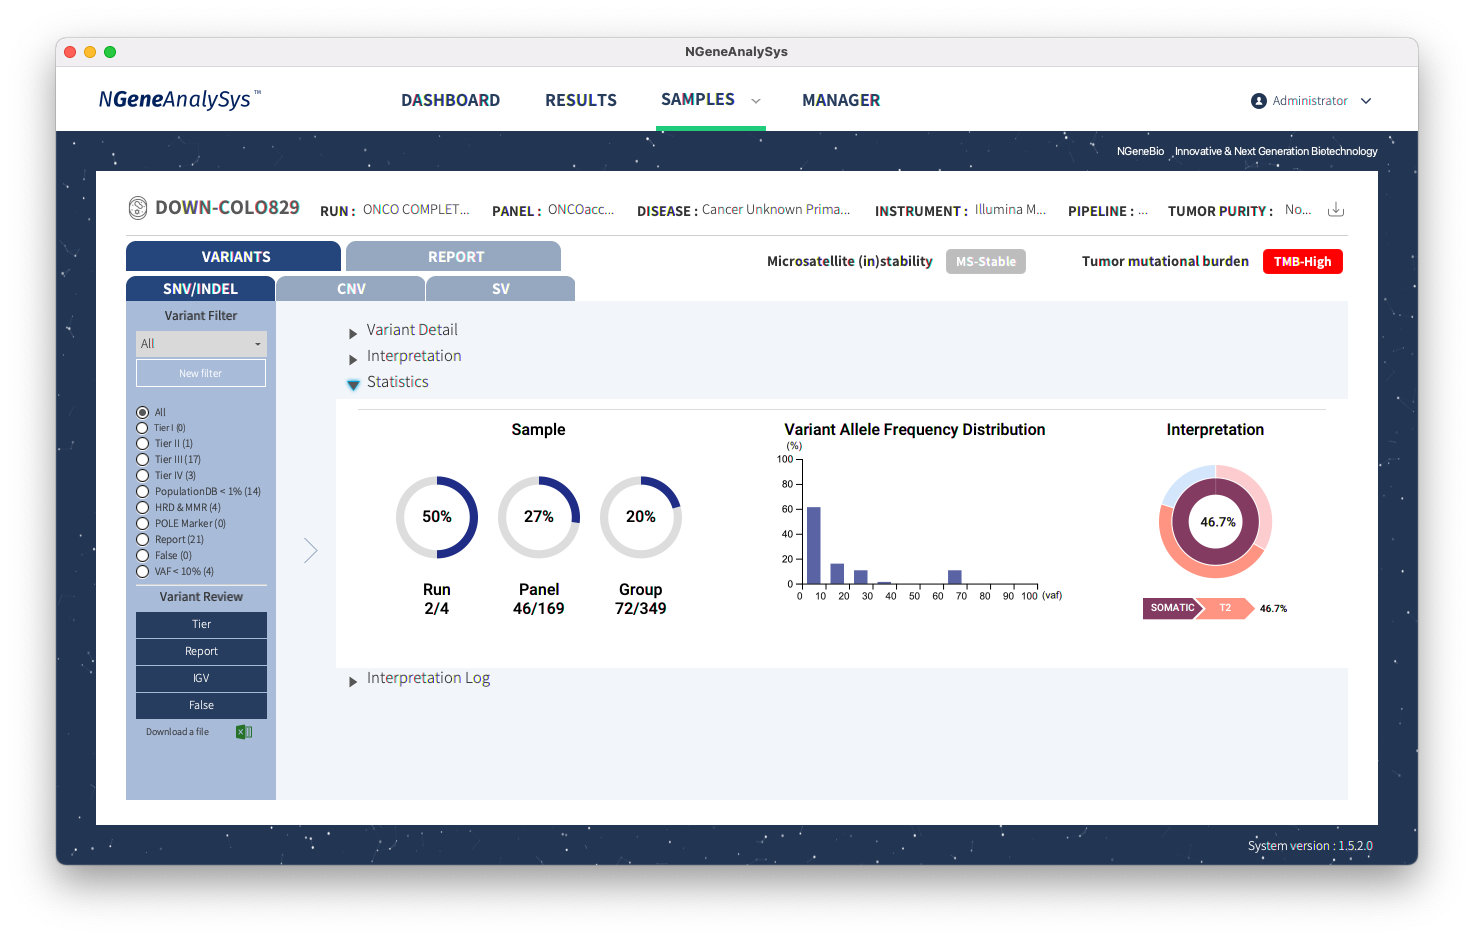 NGeneAnalySys
NGeneAnalySys™
DASHBOARD
RESULTS
SAMPLES
MANAGER
Administrator
NGeneBio Innovative & Next Generation Biotechnology
DOWN-COLO829
RUN : ONCO COMPLET...
PANEL : ONCOacc...
DISEASE : Cancer Unknown Prima...
INSTRUMENT : Illumina M...
PIPELINE : ...
TUMOR PURITY : No...
VARIANTS
REPORT
Microsatellite (in)stability MS-Stable
Tumor mutational burden TMB-High
SNV/INDEL
CNV
SV
Variant Filter
All
New filter
All
Tier I (0)
Tier II (1)
Tier III (17)
Tier IV (3)
PopulationDB < 1% (14)
HRD & MMR (4)
POLE Marker (0)
Report (21)
False (0)
VAF < 10% (4)
Variant Review
Tier
Report
IGV
False
Download a file
Variant Detail
Interpretation
Statistics
Sample
50%
27%
20%
Run
2/4
Panel
46/169
Group
72/349
Variant Allele Frequency Distribution
(%)
100
80
60
40
20
0
0 10 20 30 40 50 60 70 80 90 100 (vaf)
Interpretation
46.7%
SOMATIC T2 46.7%
Interpretation Log
System version : 1.5.2.0